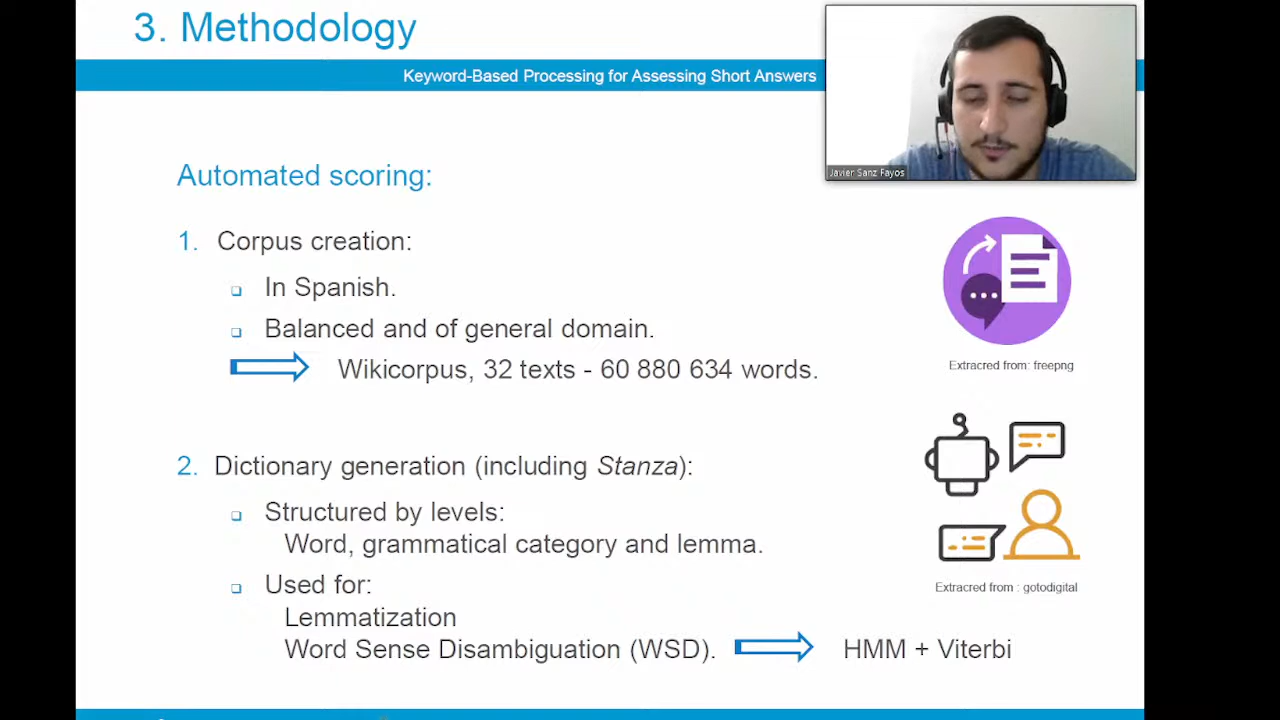 3. Methodology
Keyword-Based Processing for Assessing Short Answers
Javier Sanz Fayos
Automated scoring:
1. Corpus creation:
In Spanish.
Balanced and of general domain.
Wikicorpus, 32 texts - 60 880 634 words.
Extracred from: freepng
2. Dictionary generation (including Stanza):
Structured by levels:
Word, grammatical category and lemma.
Used for:
Extracred from : gotodigital
Lemmatization
Word Sense Disambiguation (WSD).
HMM + Viterbi